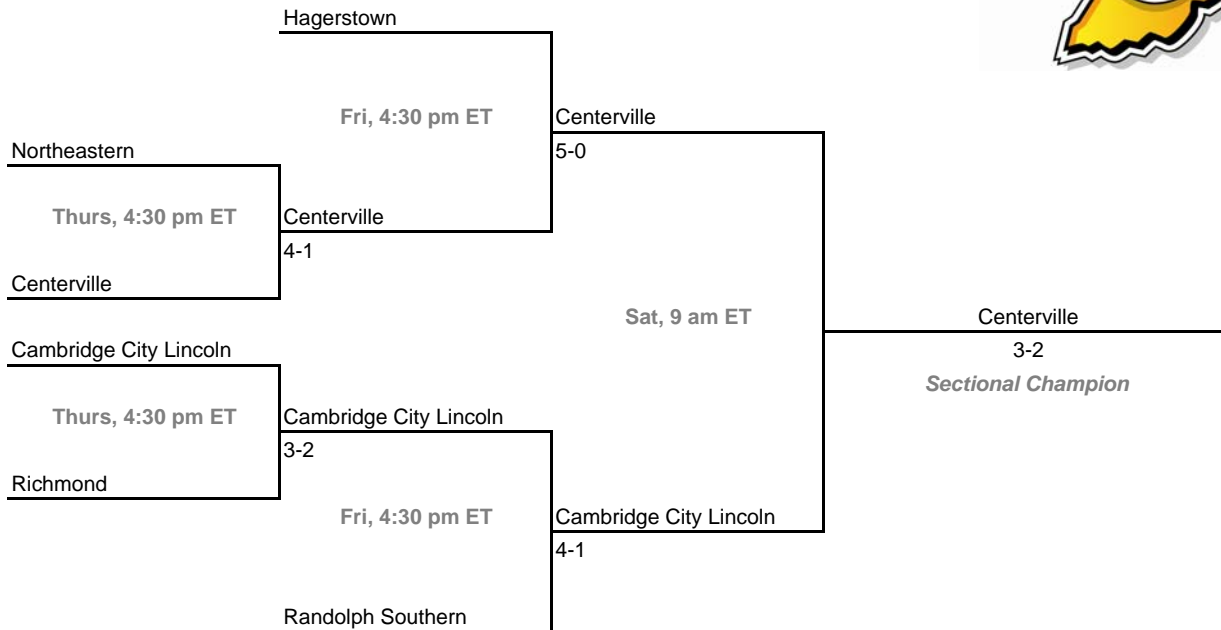 Hagerstown
Fri, 4:30 pm ET
Centerville
5-0
Northeastern
Thurs, 4:30 pm ET
Centerville
4-1
Centerville
Sat, 9 am ET
Centerville
3-2
Sectional Champion
Cambridge City Lincoln
Thurs, 4:30 pm ET
Cambridge City Lincoln
3-2
Richmond
Fri, 4:30 pm ET
Cambridge City Lincoln
4-1
Randolph Southern